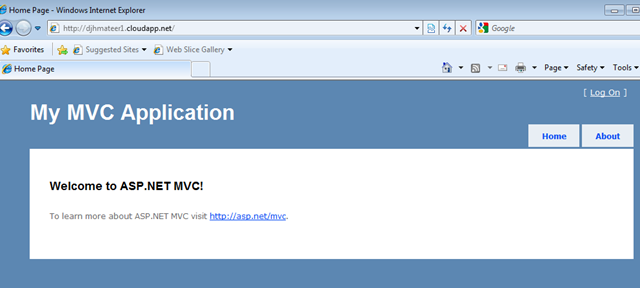 Home Page - Windows Internet Explorer
http://djhmateer1.cloudapp.net/
Google
Favorites Suggested Sites Web Slice Gallery
Home Page
Page Safety Tools
[ Log On ]
My MVC Application
Home About
Welcome to ASP.NET MVC!
To learn more about ASP.NET MVC visit http://asp.net/mvc.